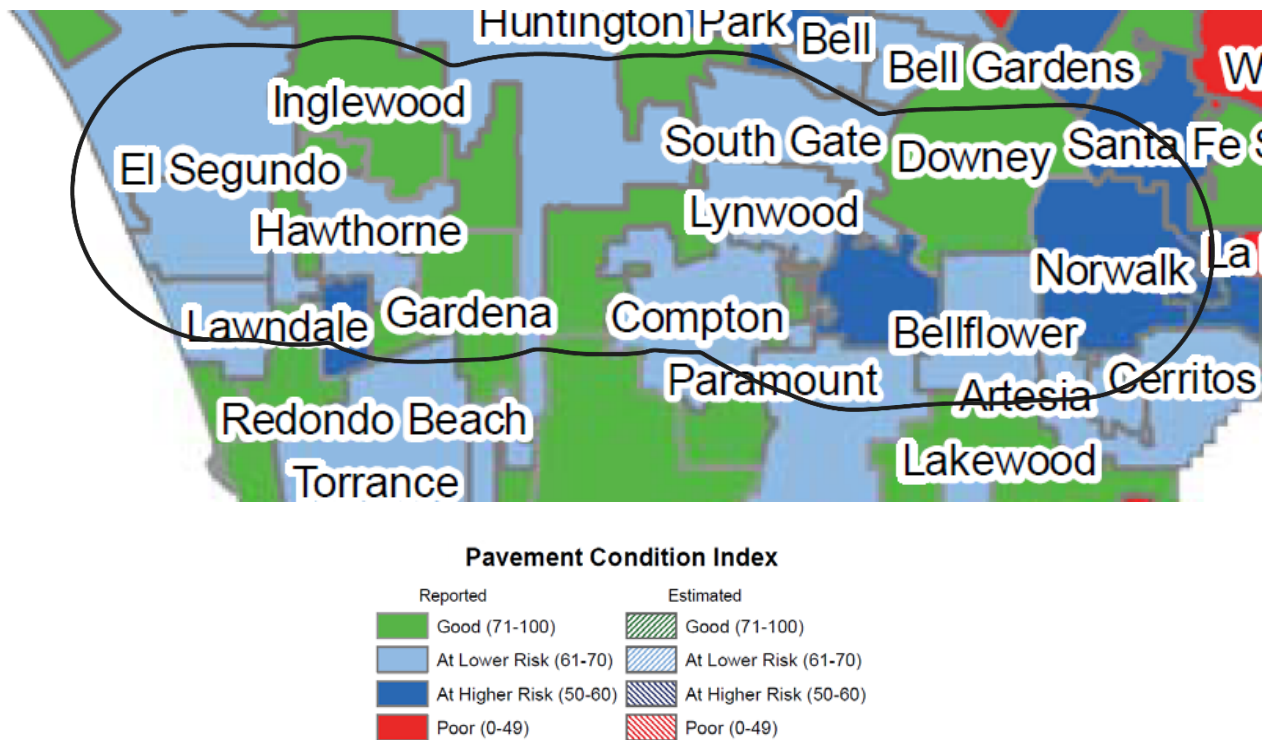 Huntington Park
Bell
Bell Gardens
W
Inglewood
South Gate
Downey
Santa Fe S
El Segundo
Lynwood
Hawthorne
Norwalk
La
Lawndale
Gardena
Compton
Bellflower
Paramount
Artesia
Cerritos
Redondo Beach
Lakewood
Torrance
Pavement Condition Index
Reported
Estimated
Good (71-100)
Good (71-100)
At Lower Risk (61-70)
At Lower Risk (61-70)
At Higher Risk (50-60)
At Higher Risk (50-60)
Poor (0-49)
Poor (0-49)